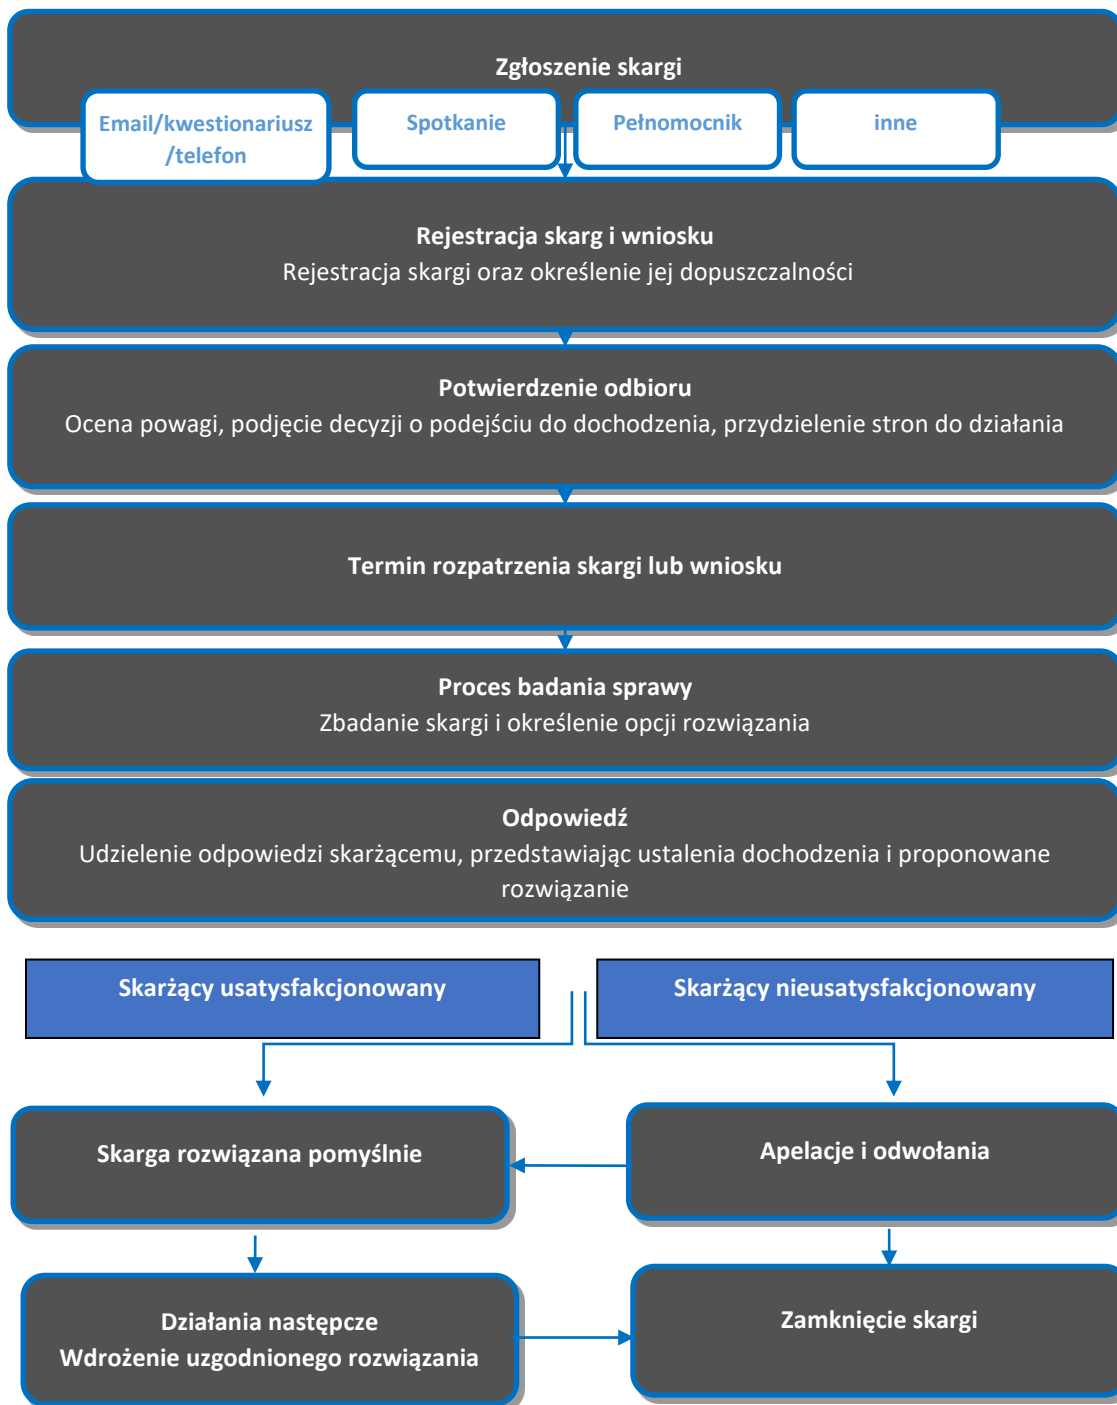 Zgłoszenie skargi
Email/kwestionariusz
/telefon
Spotkanie
Pełnomocnik
inne
Rejestracja skarg i wniosku
Rejestracja skargi oraz określenie jej dopuszczalności
Potwierdzenie odbioru
Ocena powagi, podjęcie decyzji o podejściu do dochodzenia, przydzielenie stron do działania
Termin rozpatrzenia skargi lub wniosku
Proces badania sprawy
Zbadanie skargi i określenie opcji rozwiązania
Odpowiedź
Udzielenie odpowiedzi skarżącemu, przedstawiając ustalenia dochodzenia i proponowane
rozwiązanie
Skarżący usatysfakcjonowany
Skarżący nieusatysfakcjonowany
Skarga rozwiązana pomyślnie
Apelacje i odwołania
Działania następcze
Wdrożenie uzgodnionego rozwiązania
Zamknięcie skargi